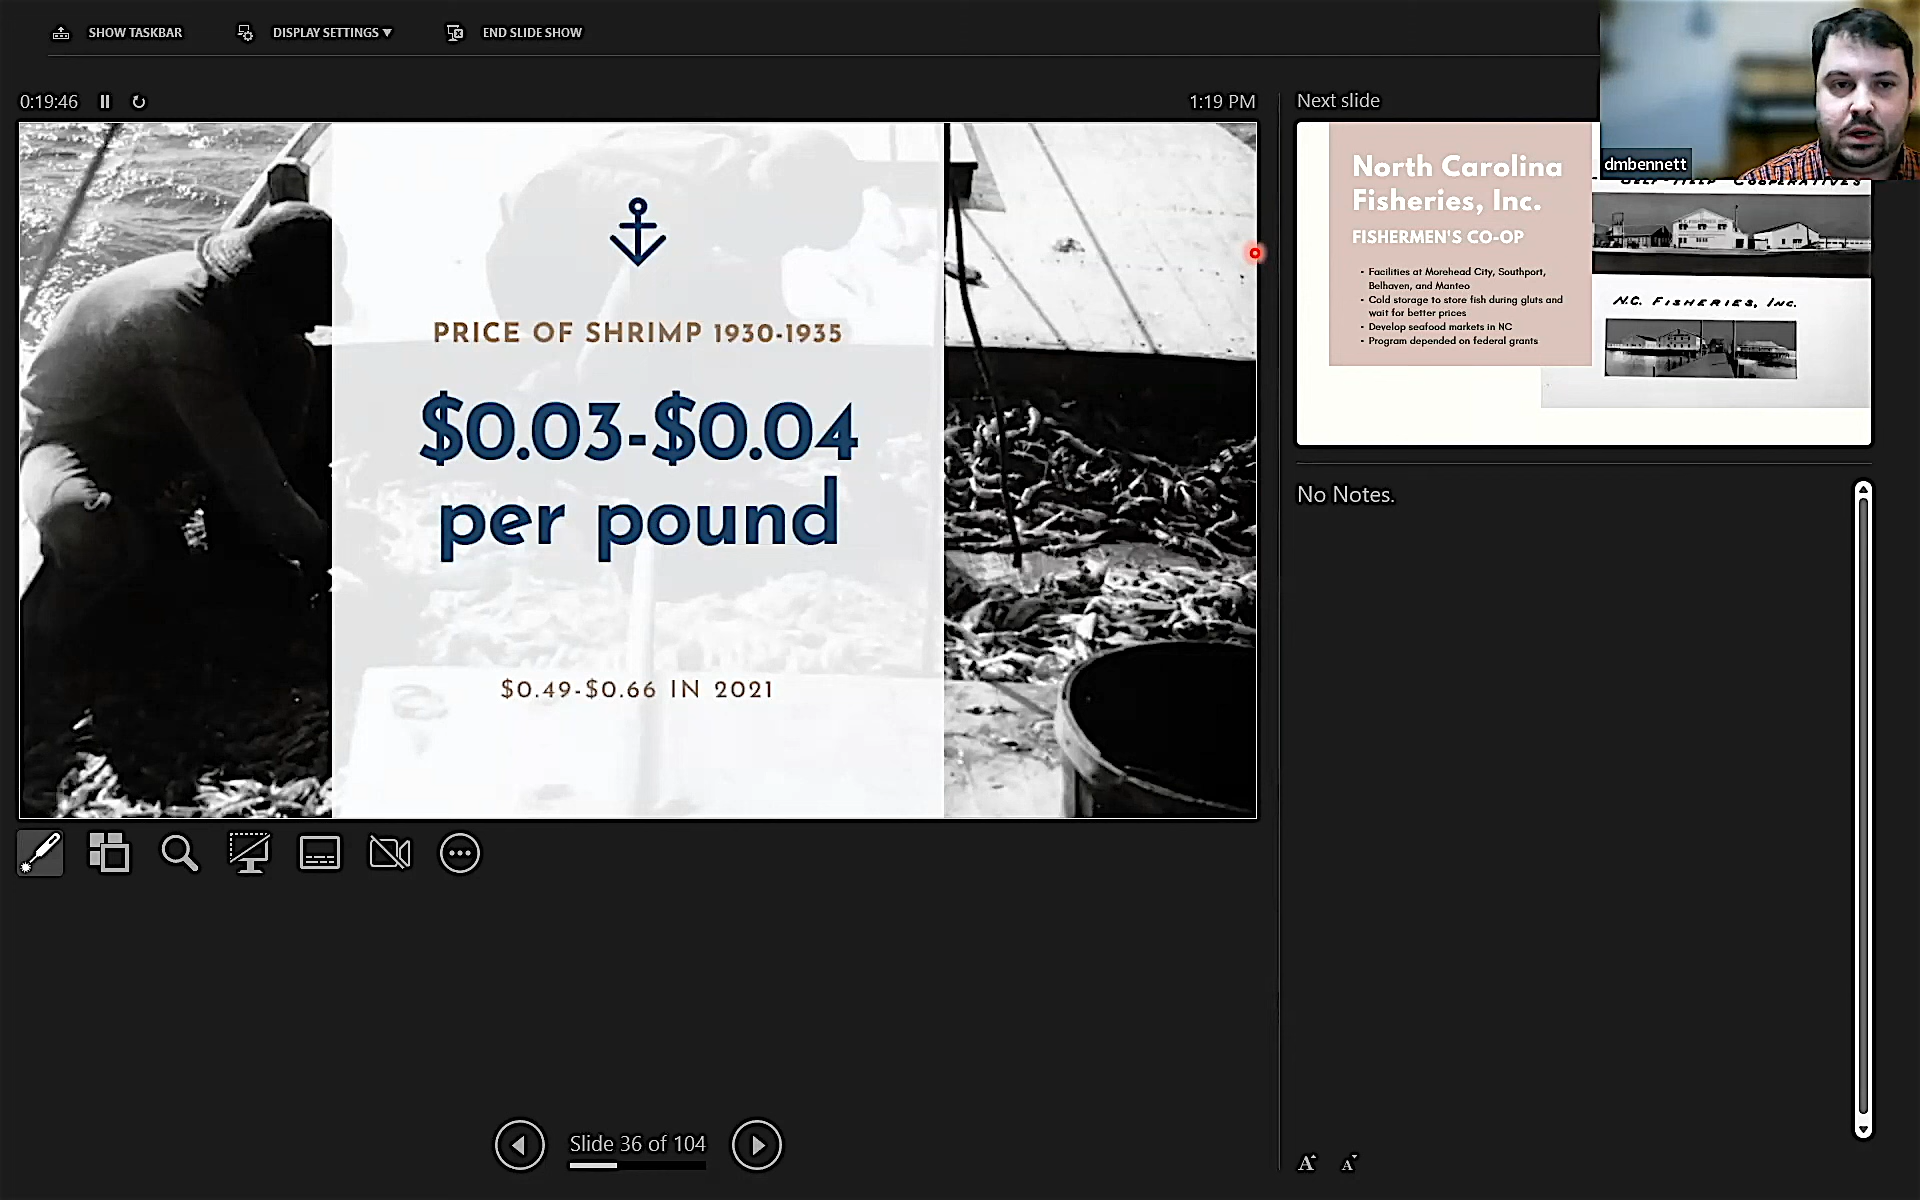 SHOW TASKBAR
DISPLAY SETTINGS ▼
END SLIDE SHOW
0:19:46
1:19 PM
PRICE OF SHRIMP 1930-1935
$0.03-$0.04
per pound
$0.49-$0.66 IN 2021
Slide 36 of 104
Next slide
dmbennett
North Carolina
Fisheries, Inc.
FISHERMEN'S CO-OP
- Facilities at Morehead City, Southport,
Belhaven, and Manteo
- Cold storage to store fish during gluts and
wait for better prices
- Develop seafood markets in NC
- Program depended on federal grants
COOPERATIVES
N.C. FISHERIES, INC.
No Notes.
A A